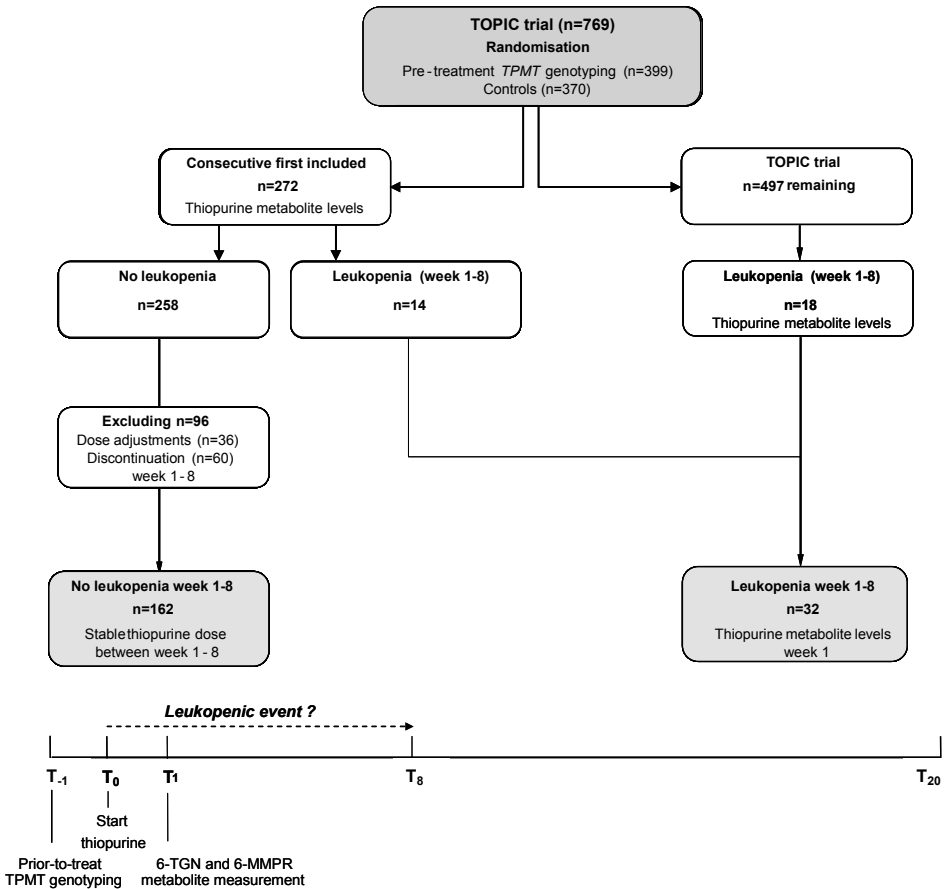 TOPIC trial (n=769)
Randomisation
Pre-treatment TPMT genotyping (n=399)
Controls (n=370)
Consecutive first included
n=272
Thiopurine metabolite levels
TOPIC trial
n=497 remaining
No leukopenia
n=258
Leukopenia (week 1-8)
n=14
Leukopenia (week 1-8)
n=18
Thiopurine metabolite levels
Excluding n=96
Dose adjustments (n=36)
Discontinuation (n=60)
week 1-8
No leukopenia week 1-8
n=162
Stable thiopurine dose
between week 1-8
Leukopenia week 1-8
n=32
Thiopurine metabolite levels
week 1
Leukopenic event ?
T-1 T0 T1 T8 T20
Start
thiopurine
Prior-to-treat
TPMT genotyping
6-TGN and 6-MMPR
metabolite measurement